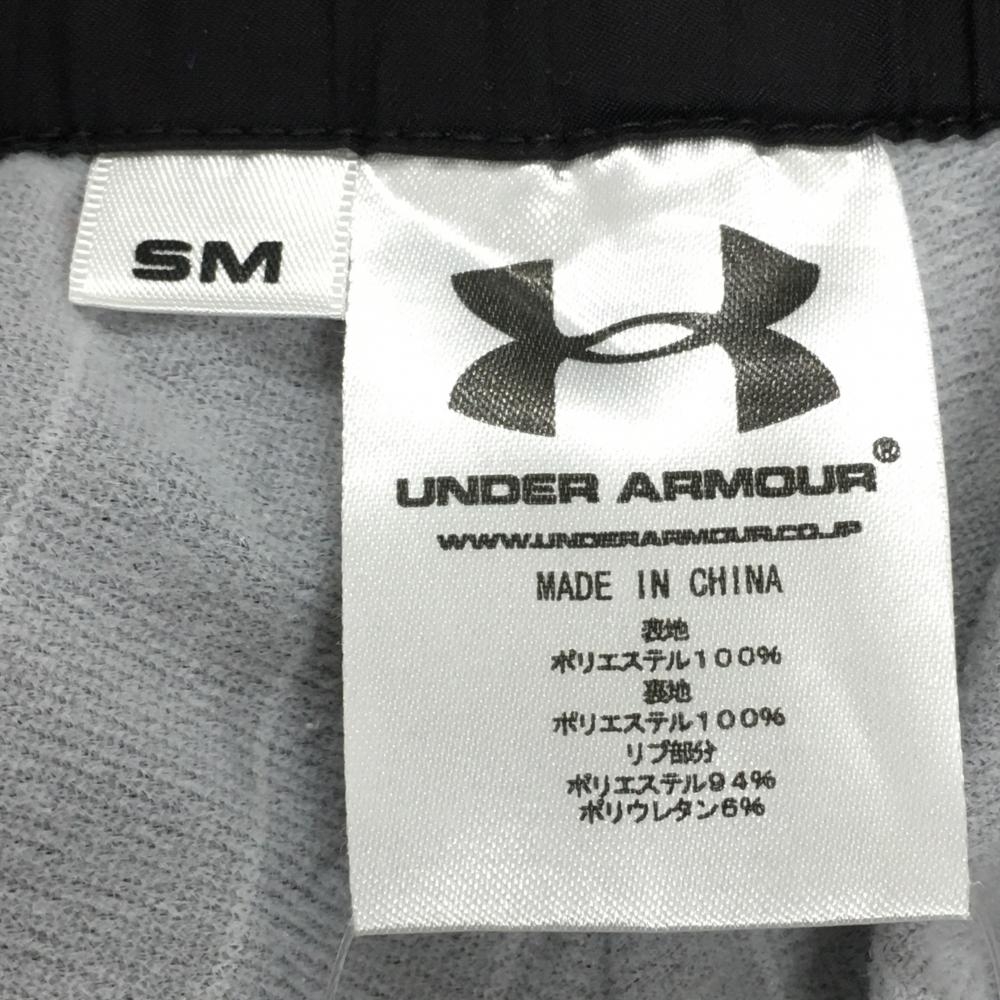 SM
UNDER ARMOUR®
WWW.UNDERARMOUR.CO.JP
MADE IN CHINA
表地
ポリエステル100%
裏地
ポリエステル100%
リブ部分
ポリエステル94%
ポリウレタン6%